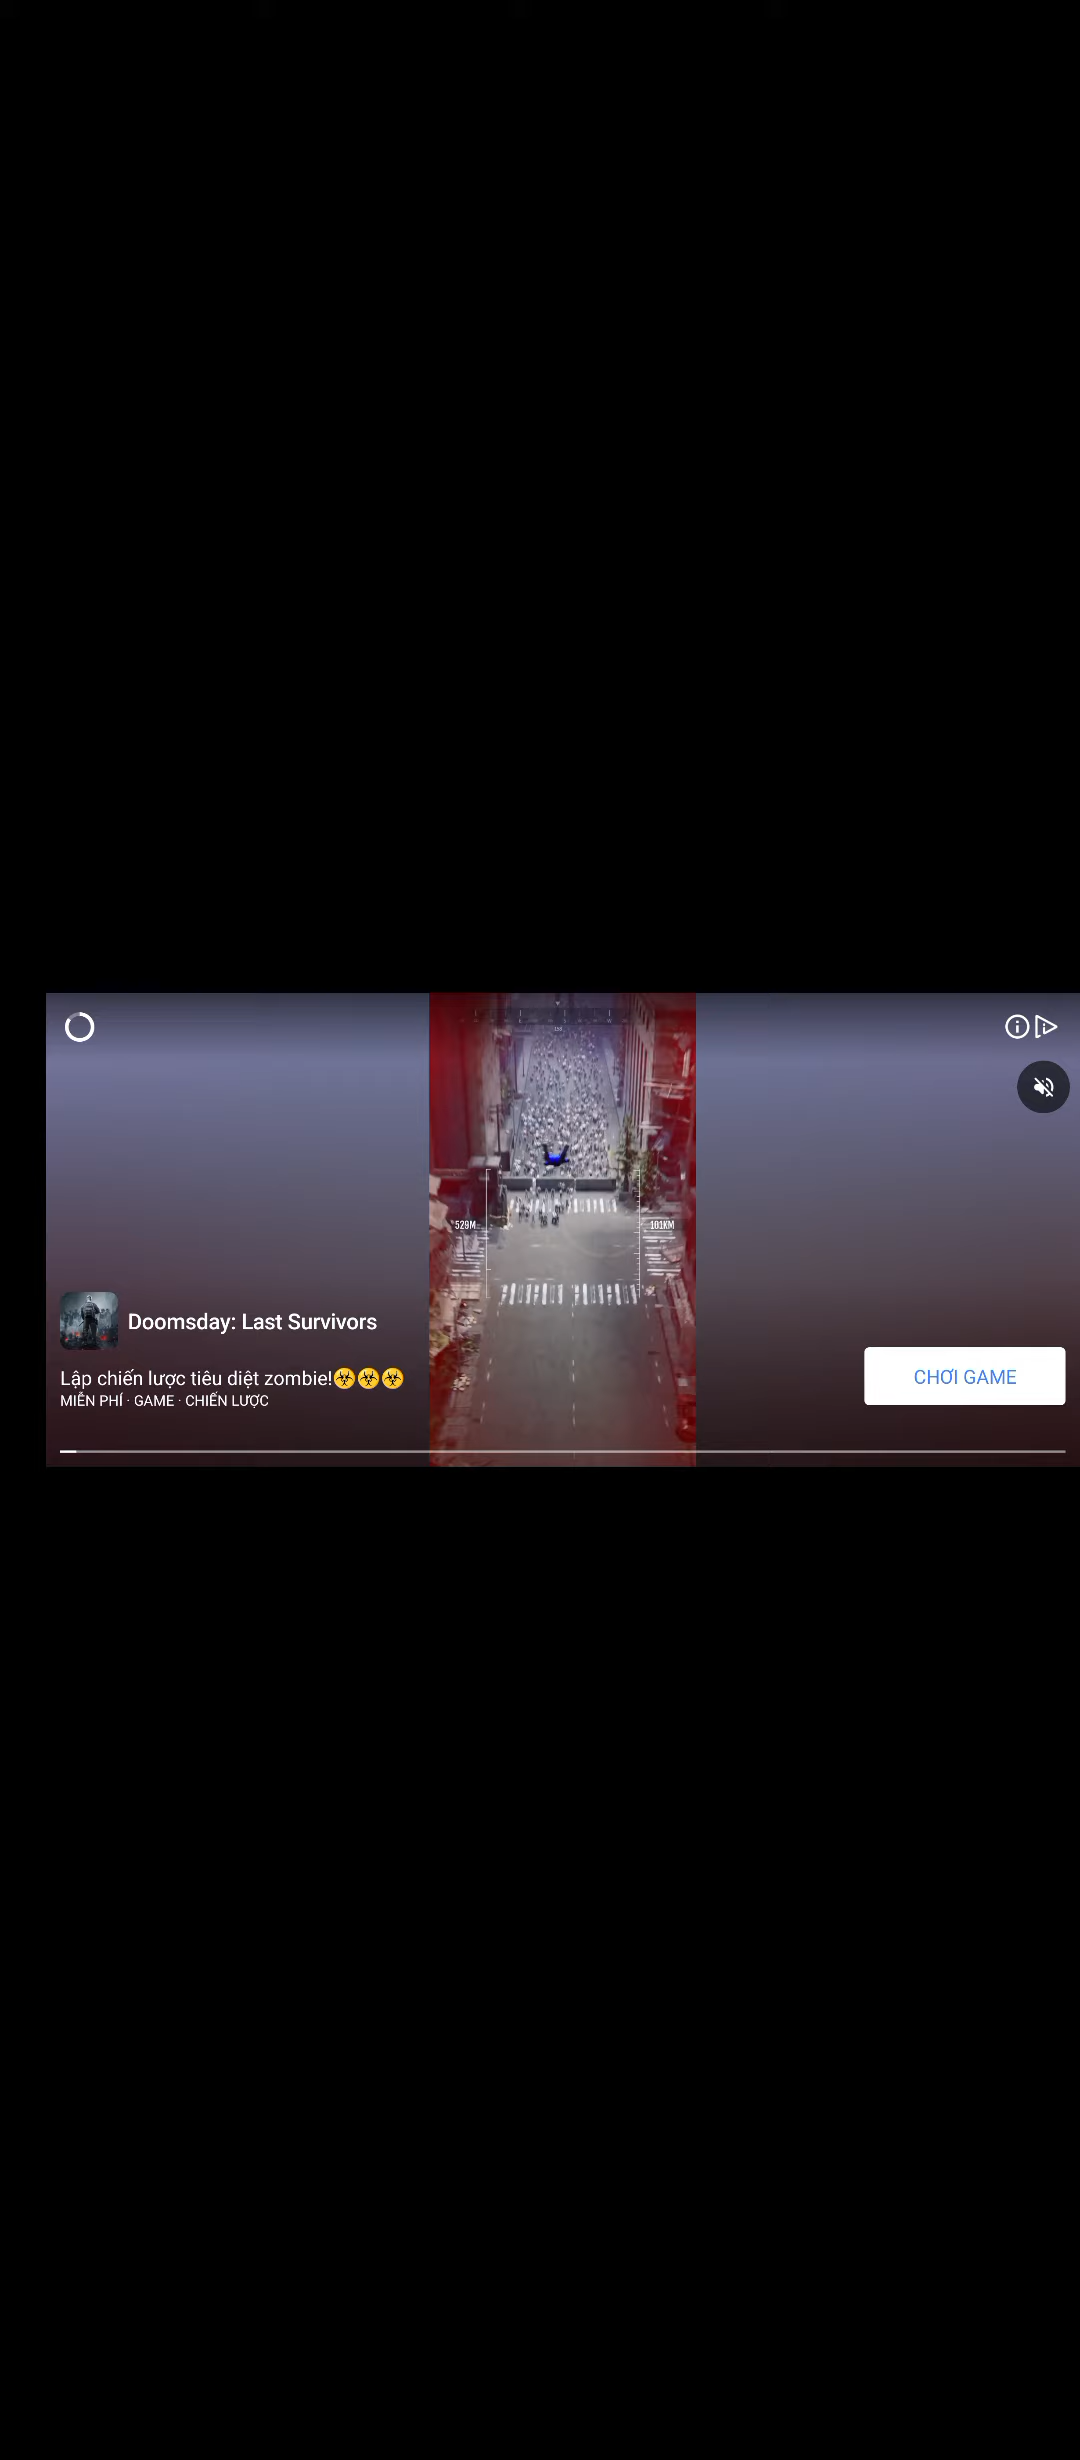 529M
101KM
Doomsday: Last Survivors
Lập chiến lược tiêu diệt zombie!☣☣☣
MIỄN PHÍ · GAME · CHIẾN LƯỢC
CHƠI GAME